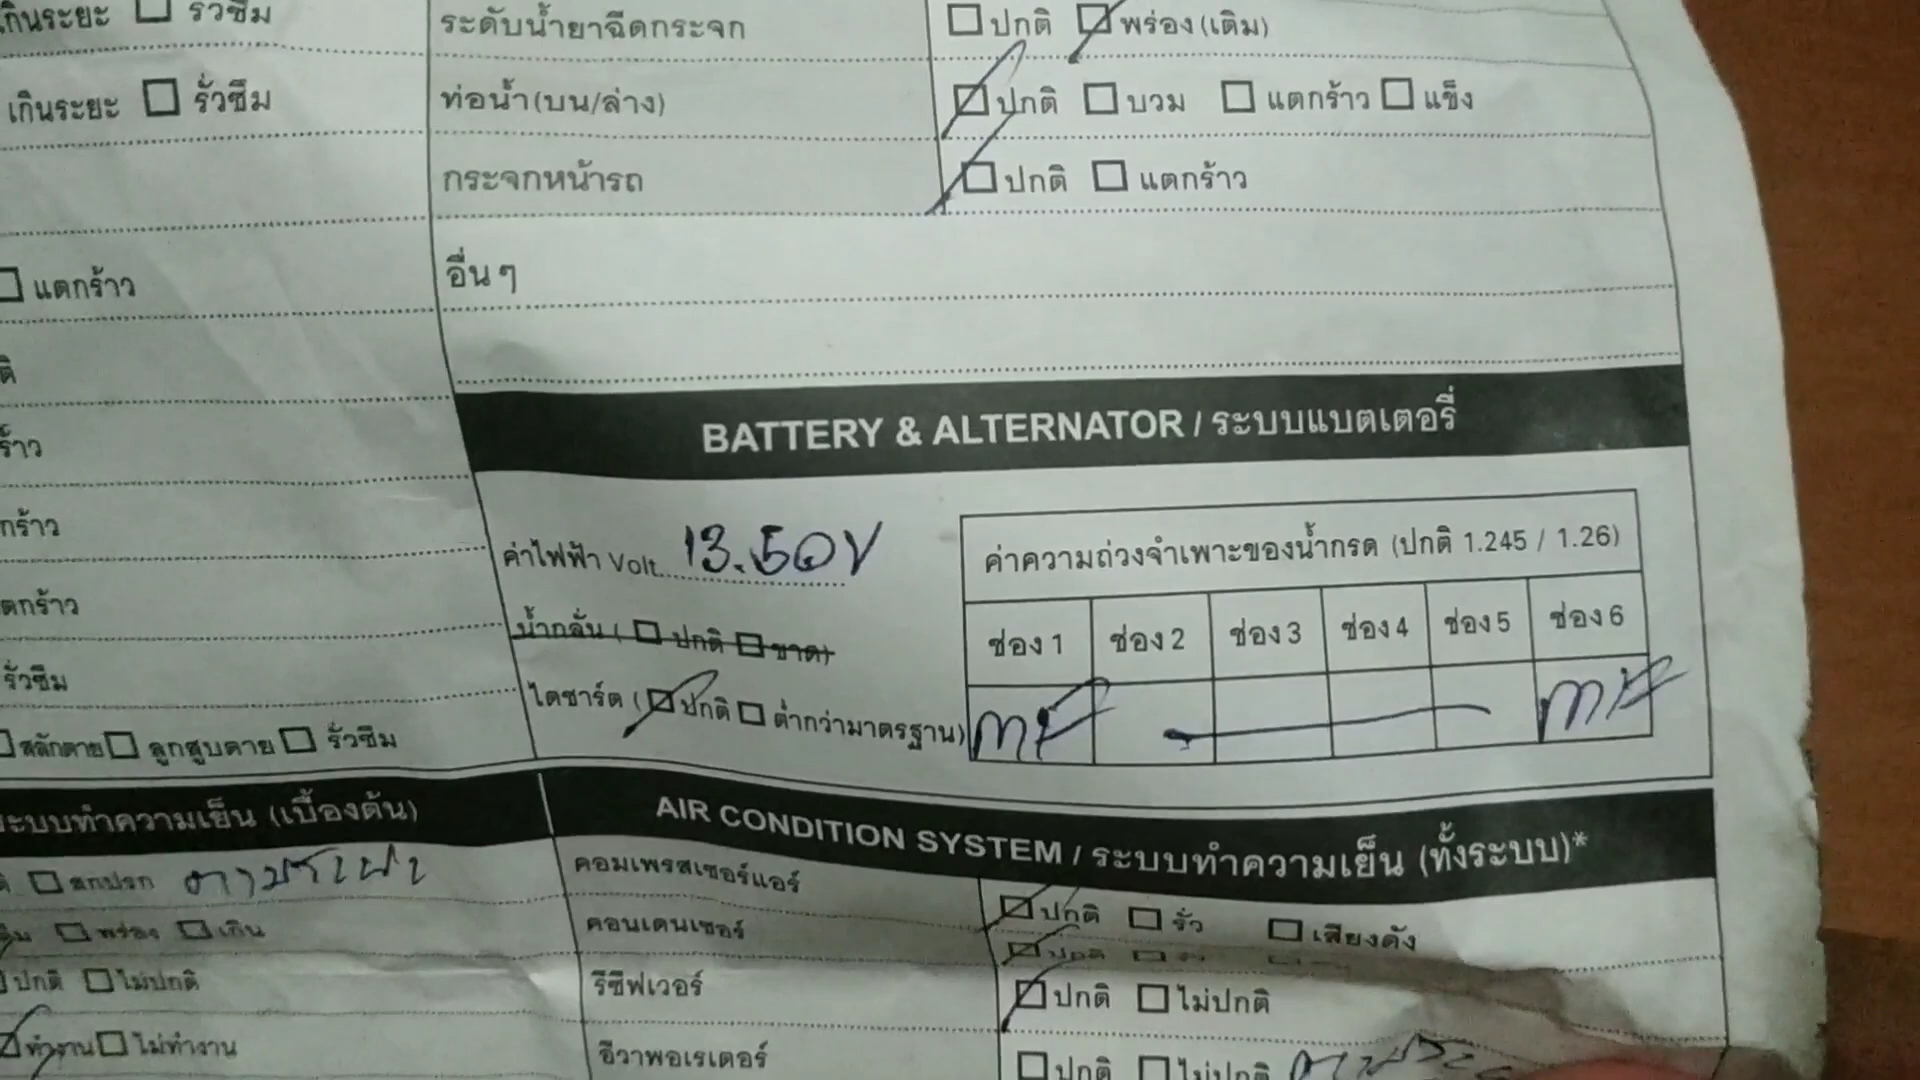 เกินระยะ รั่วซึม
ระดับน้ำยาฉีดกระจก ปกติ พร่อง(เติม)
เกินระยะ รั่วซึม
ท่อน้ำ(บน/ล่าง) ปกติ บวม แตกร้าว แข็ง
กระจกหน้ารถ ปกติ แตกร้าว
แตกร้าว
อื่นๆ
BATTERY & ALTERNATOR / ระบบแบตเตอรี่
ค่าไฟฟ้า Volt. 13.50V
น้ำกลั่น ( ปกติ ขาด)
ไดชาร์ต ( ปกติ ต่ำกว่ามาตรฐาน)
ค่าความถ่วงจำเพาะของน้ำกรด (ปกติ 1.245 / 1.26)
ช่อง 1 ช่อง 2 ช่อง 3 ช่อง 4 ช่อง 5 ช่อง 6
MF MF
รั่วซึม
สลักตาย ลูกสูบตาย รั่วซึม
ระบบทำความเย็น (เบื้องต้น)
AIR CONDITION SYSTEM / ระบบทำความเย็น (ทั้งระบบ)*
สกปรก
พร่อง เกิน
ปกติ ไม่ปกติ
ทำงาน ไม่ทำงาน
คอมเพรสเซอร์แอร์ ปกติ รั่ว เสียงดัง
คอนเดนเซอร์ ปกติ
รีซีฟเวอร์ ปกติ ไม่ปกติ
อีวาพอเรเตอร์ ปกติ ไม่ปกติ